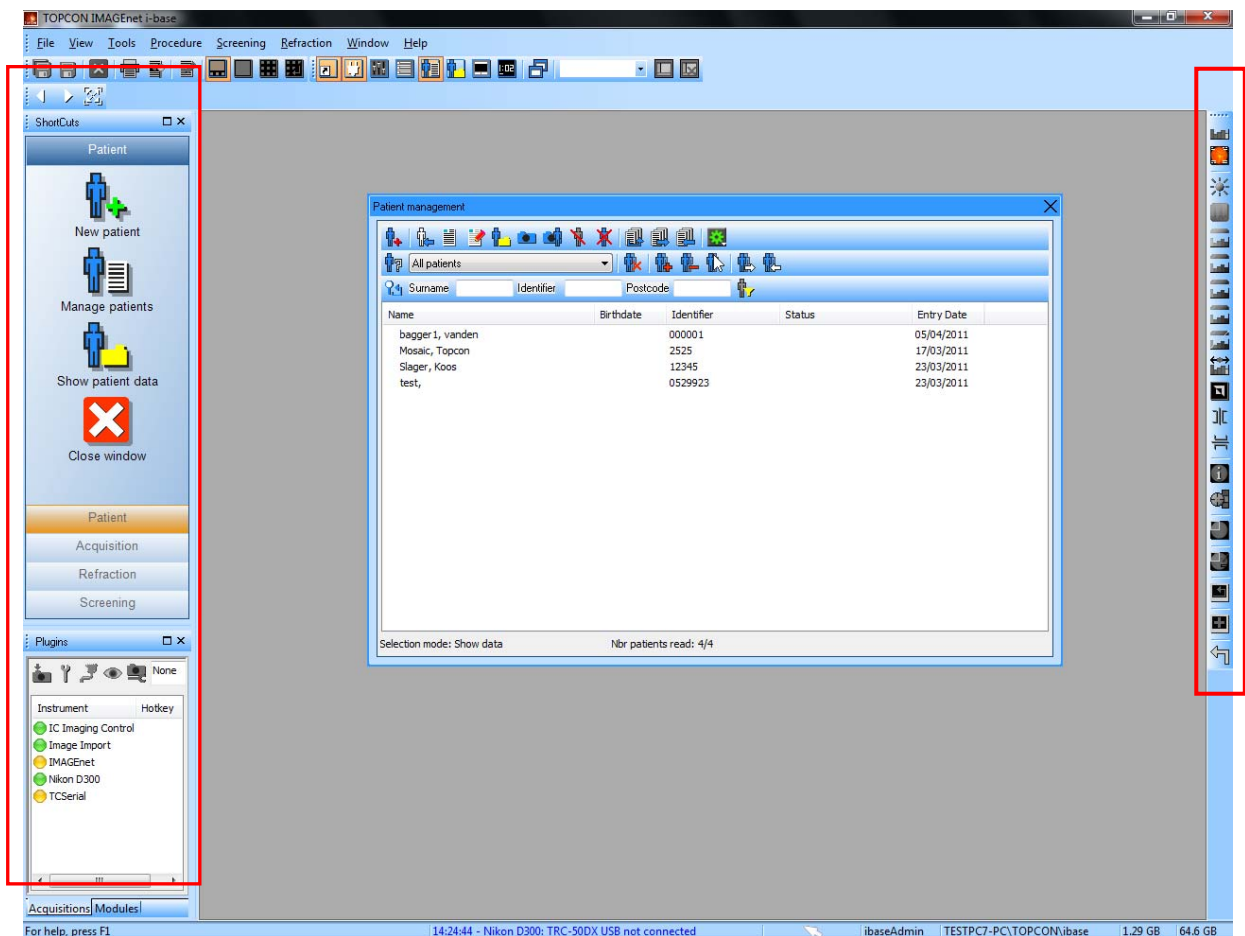 TOPCON IMAGEnet i-base
File View Tools Procedure Screening Refraction Window Help
1:02
ShortCuts
Patient
New patient
Manage patients
Show patient data
Close window
Patient
Acquisition
Refraction
Screening
Plugins
None
Instrument Hotkey
IC Imaging Control
Image Import
IMAGEnet
Nikon D300
TCSerial
Acquisitions Modules
Patient management
All patients
Surname Identifier Postcode
Name Birthdate Identifier Status Entry Date
bagger1, vanden 000001 05/04/2011
Mosaic, Topcon 2525 17/03/2011
Slager, Koos 12345 23/03/2011
test, 0529923 23/03/2011
Selection mode: Show data Nbr patients read: 4/4
For help, press F1 14:24:44 - Nikon D300: TRC-50DX USB not connected ibaseAdmin TESTPC7-PC\TOPCON\ibase 1.29 GB 64.6 GB